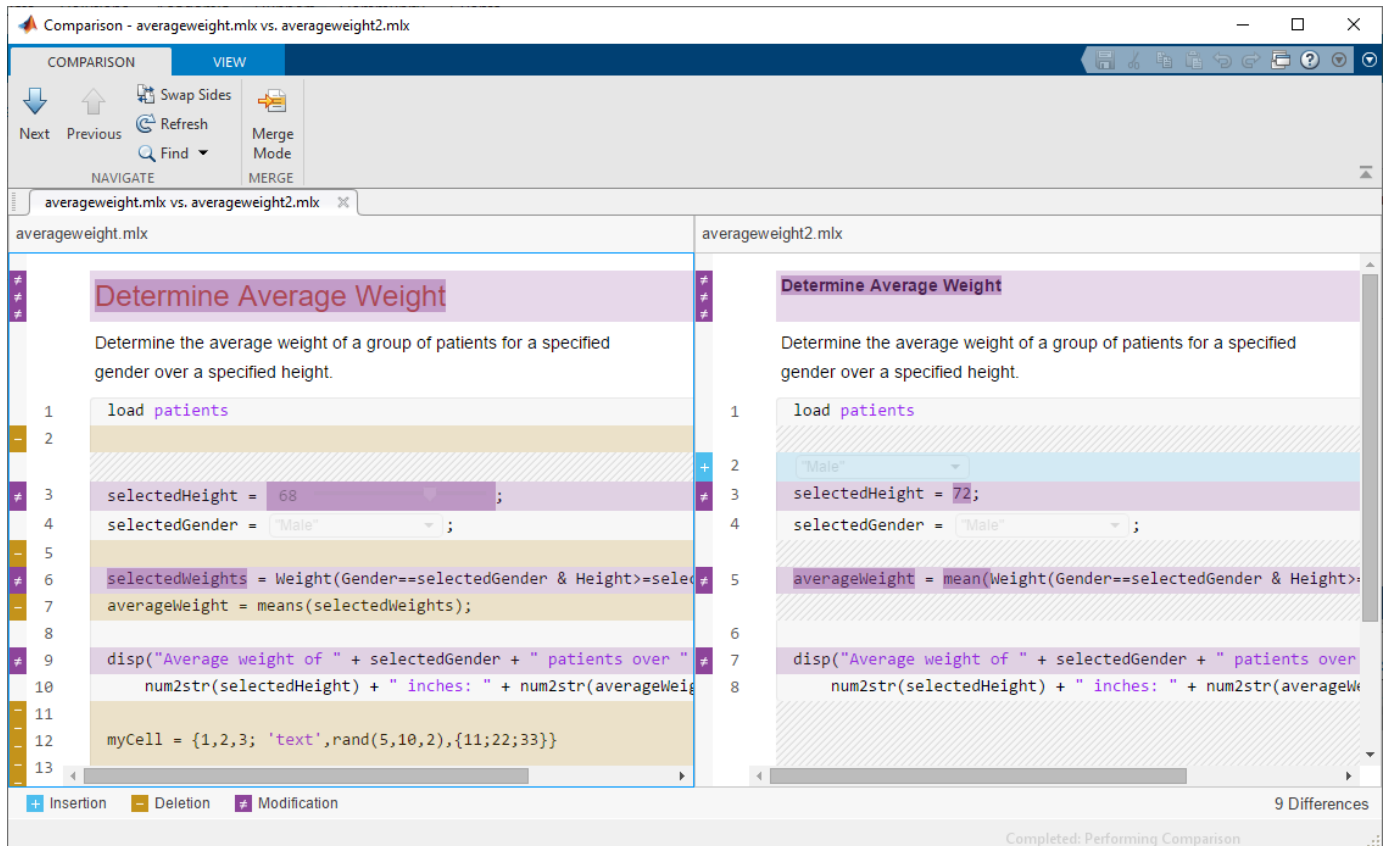 Comparison - averageweight.mlx vs. averageweight2.mlx
COMPARISON VIEW
Next Previous Swap Sides Refresh Find Merge Mode
NAVIGATE MERGE
averageweight.mlx vs. averageweight2.mlx
averageweight.mlx
Determine Average Weight
Determine the average weight of a group of patients for a specified
gender over a specified height.
1 load patients
2
3 selectedHeight = 68 ;
4 selectedGender = "Male" ;
5
6 selectedWeights = Weight(Gender==selectedGender & Height>=selec
7 averageWeight = means(selectedWeights);
8
9 disp("Average weight of " + selectedGender + " patients over "
10 num2str(selectedHeight) + " inches: " + num2str(averageWeig
11
12 myCell = {1,2,3; 'text',rand(5,10,2),{11;22;33}}
13
averageweight2.mlx
Determine Average Weight
Determine the average weight of a group of patients for a specified
gender over a specified height.
1 load patients
2 "Male"
3 selectedHeight = 72;
4 selectedGender = "Male" ;
5 averageWeight = mean(Weight(Gender==selectedGender & Height>=
6
7 disp("Average weight of " + selectedGender + " patients over
8 num2str(selectedHeight) + " inches: " + num2str(averageWe
+ Insertion − Deletion ≠ Modification
9 Differences
Completed: Performing Comparison